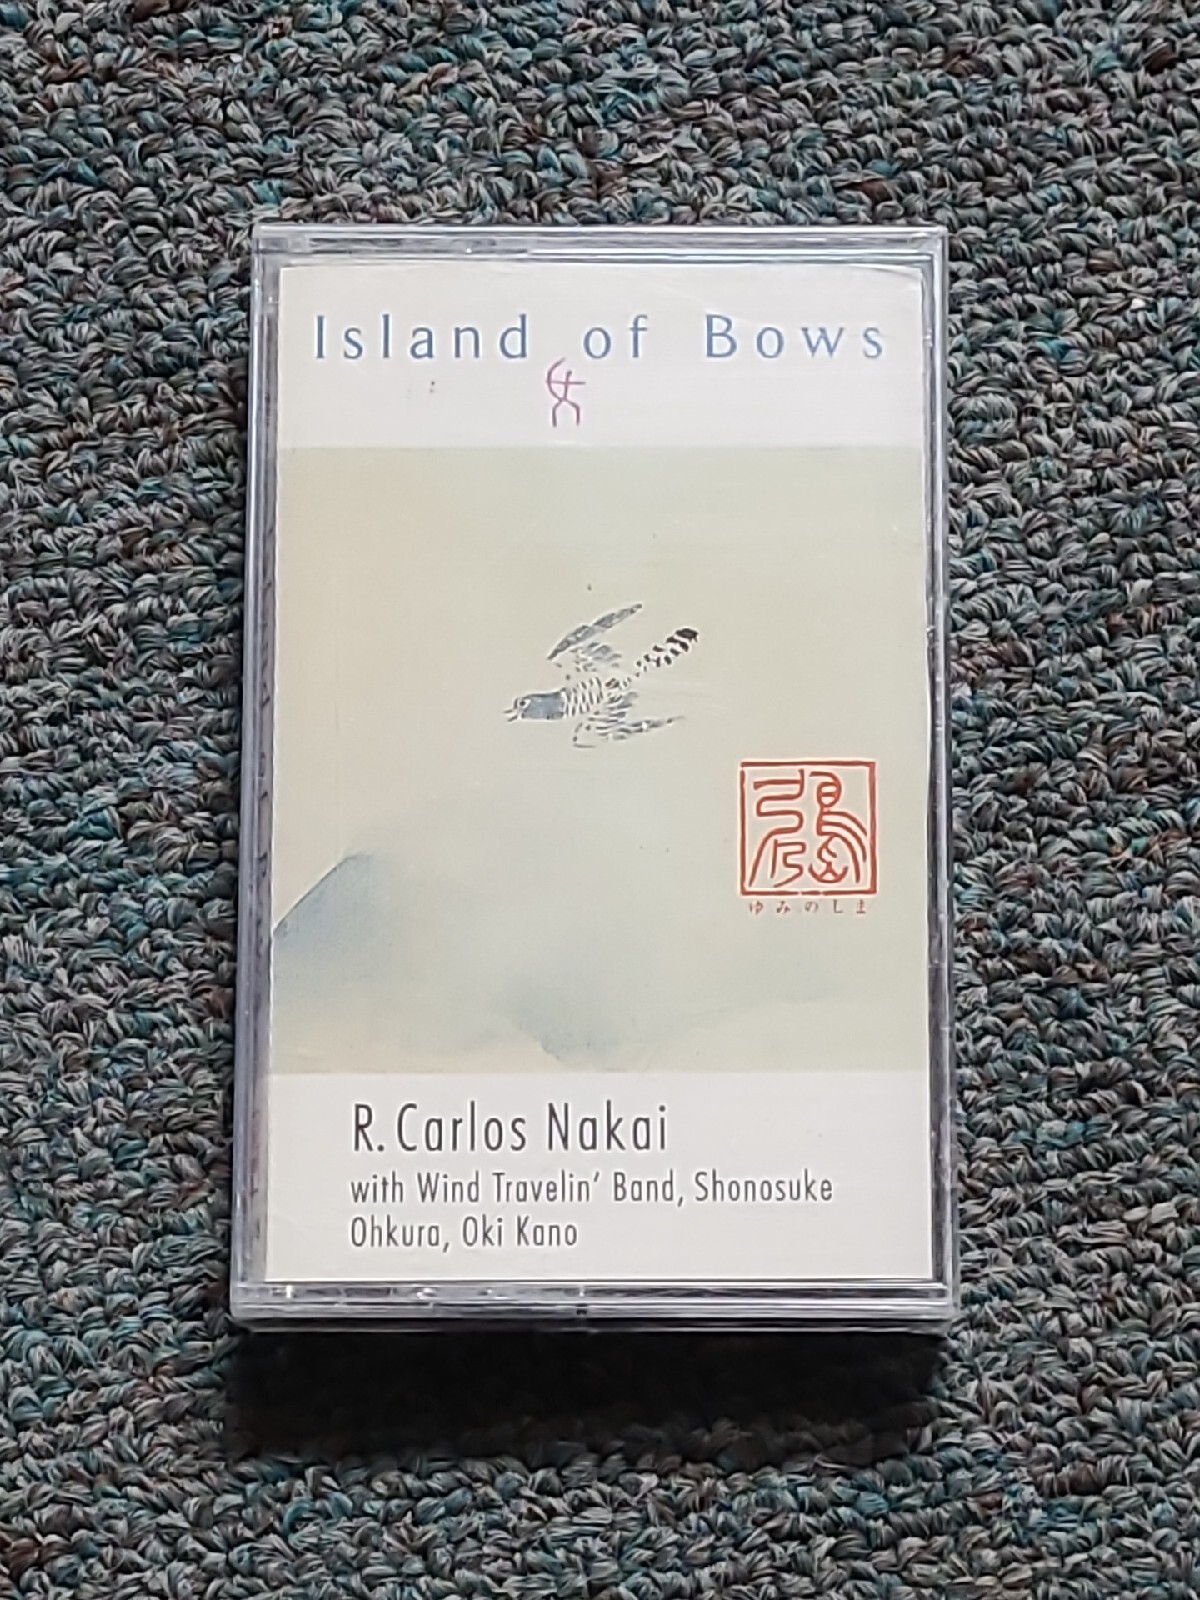 Island of Bows
ゆみのしま
R. Carlos Nakai
with Wind Travelin' Band, Shonosuke
Ohkura, Oki Kano